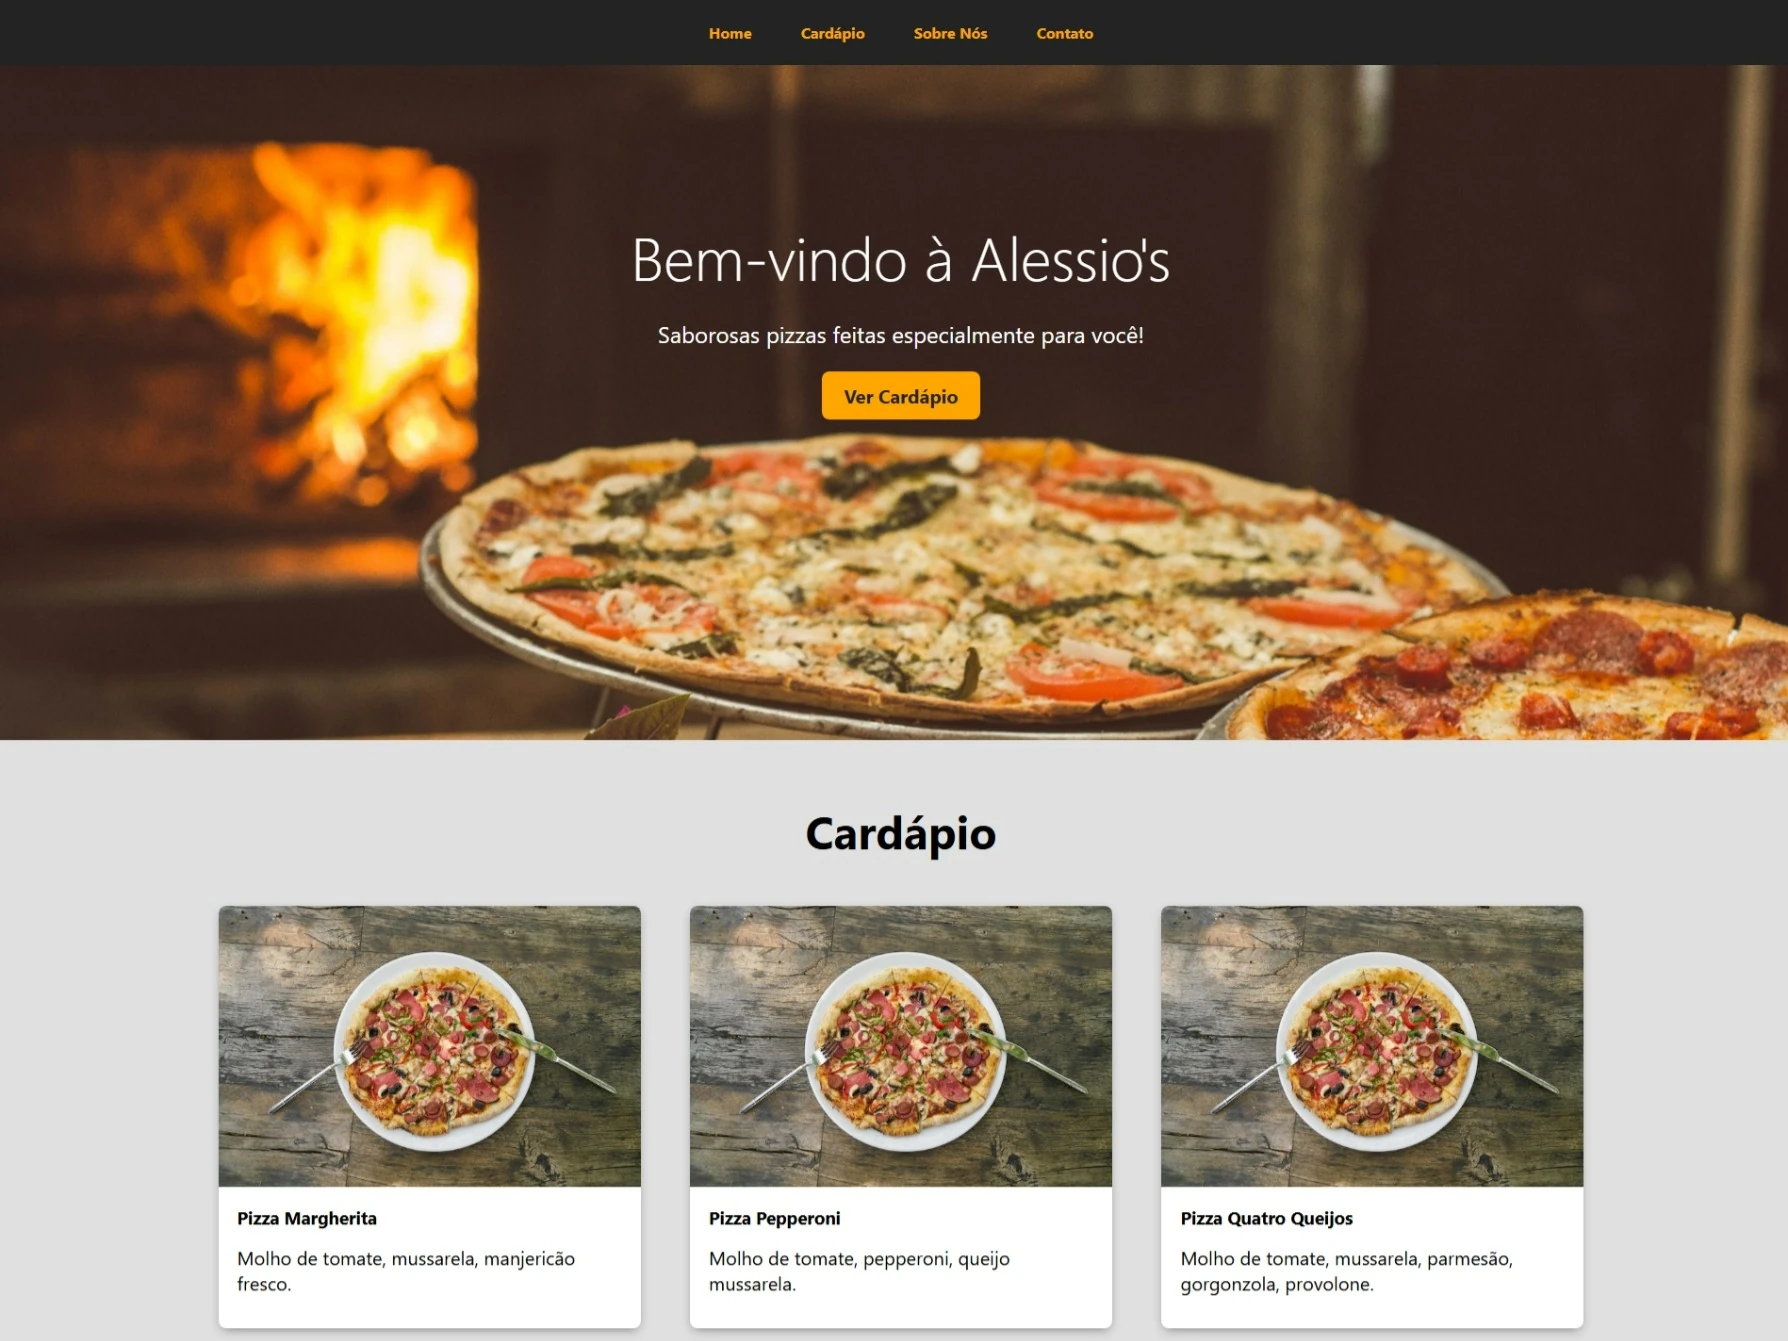 Home Cardápio Sobre Nós Contato
Bem-vindo à Alessio's
Saborosas pizzas feitas especialmente para você!
Ver Cardápio
Cardápio
Pizza Margherita
Molho de tomate, mussarela, manjericão
fresco.
Pizza Pepperoni
Molho de tomate, pepperoni, queijo
mussarela.
Pizza Quatro Queijos
Molho de tomate, mussarela, parmesão,
gorgonzola, provolone.